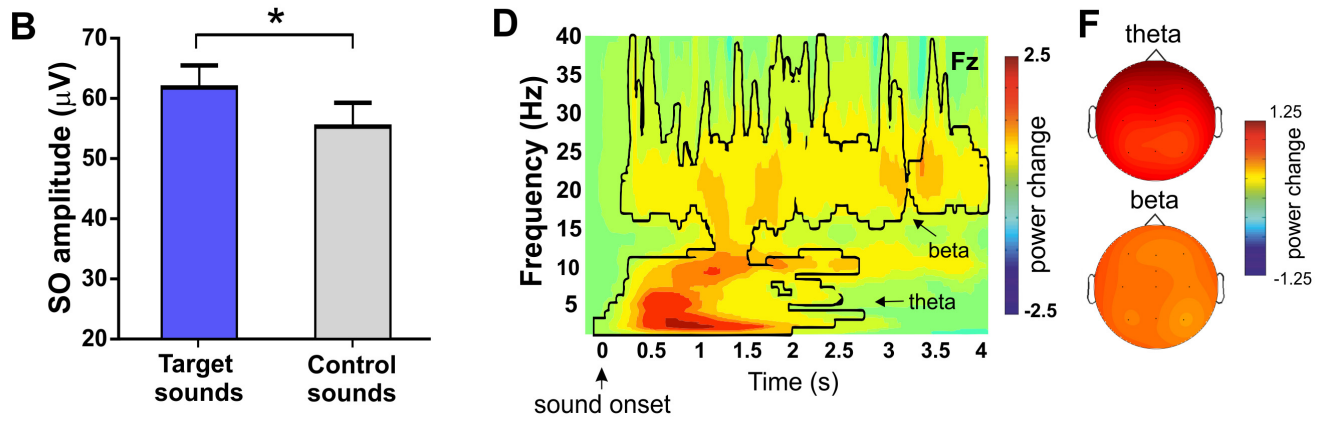 B
*
SO amplitude (μV)
70
60
50
40
30
20
Target
sounds
Control
sounds
D
Frequency (Hz)
40
35
30
25
20
15
10
5
Fz
beta
theta
0 0.5 1 1.5 2 2.5 3 3.5 4
Time (s)
sound onset
2.5
power change
-2.5
F
theta
beta
1.25
power change
-1.25